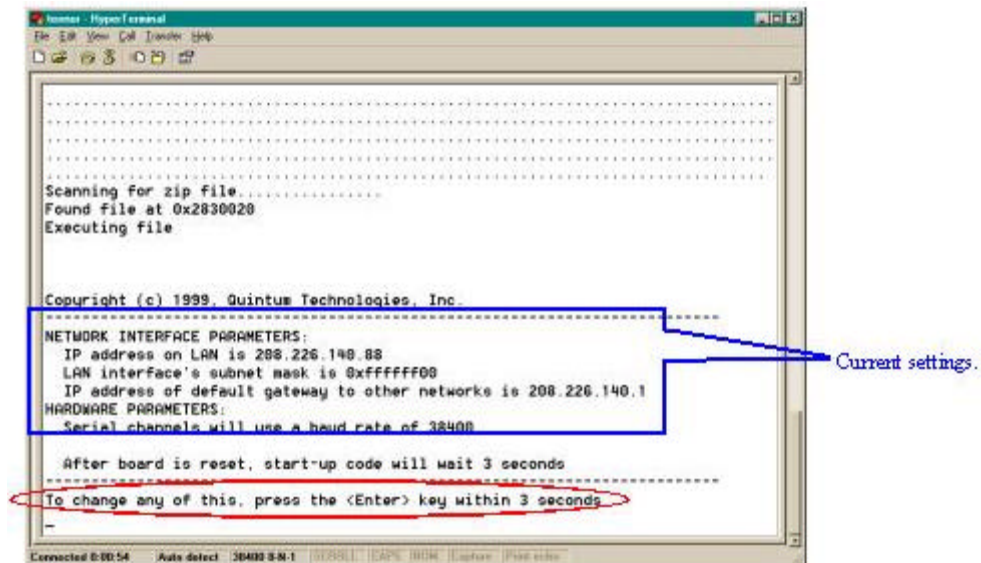 HyperTerminal
File Edit View Call Transfer Help
Scanning for zip file................
Found file at 0x2830020
Executing file
Copyright (c) 1999, Quintum Technologies, Inc.
NETWORK INTERFACE PARAMETERS:
IP address on LAN is 208.226.140.88
LAN interface's subnet mask is 0xffffff00
IP address of default gateway to other networks is 208.226.140.1
HARDWARE PARAMETERS:
Serial channels will use a baud rate of 38400
After board is reset, start-up code will wait 3 seconds
To change any of this, press the <Enter> key within 3 seconds
Current settings.
Connected 0:00:54 Auto detect 38400 8-N-1 SCROLL CAPS NUM Capture Print echo